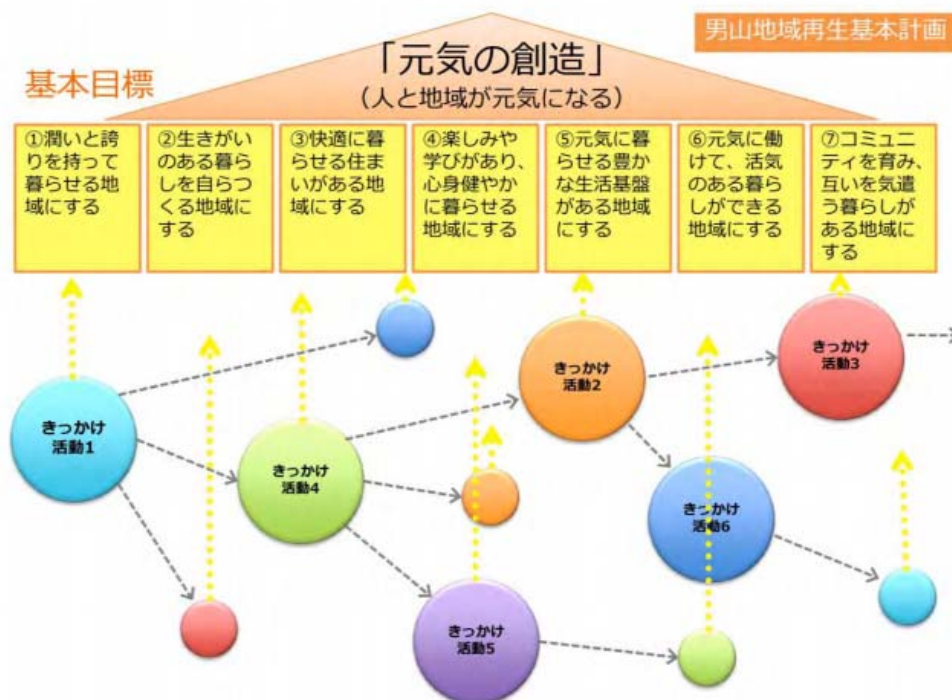 男山地域再生基本計画
「元気の創造」
(人と地域が元気になる)
基本目標
①潤いと誇
りを持って
暮らせる地
域にする
②生きがい
のある暮ら
しを自らつ
くる地域に
する
③快適に暮
らせる住ま
いがある地
域にする
④楽しみや
学びがあり、
心身健やか
に暮らせる
地域にする
⑤元気に暮
らせる豊か
な生活基盤
がある地域
にする
⑥元気に働
けて、活気
のある暮ら
しができる
地域にする
⑦コミュニ
ティを育み、
互いを気遣
う暮らしが
ある地域に
する
きっかけ
活動1
きっかけ
活動4
きっかけ
活動2
きっかけ
活動3
きっかけ
活動6
きっかけ
活動5